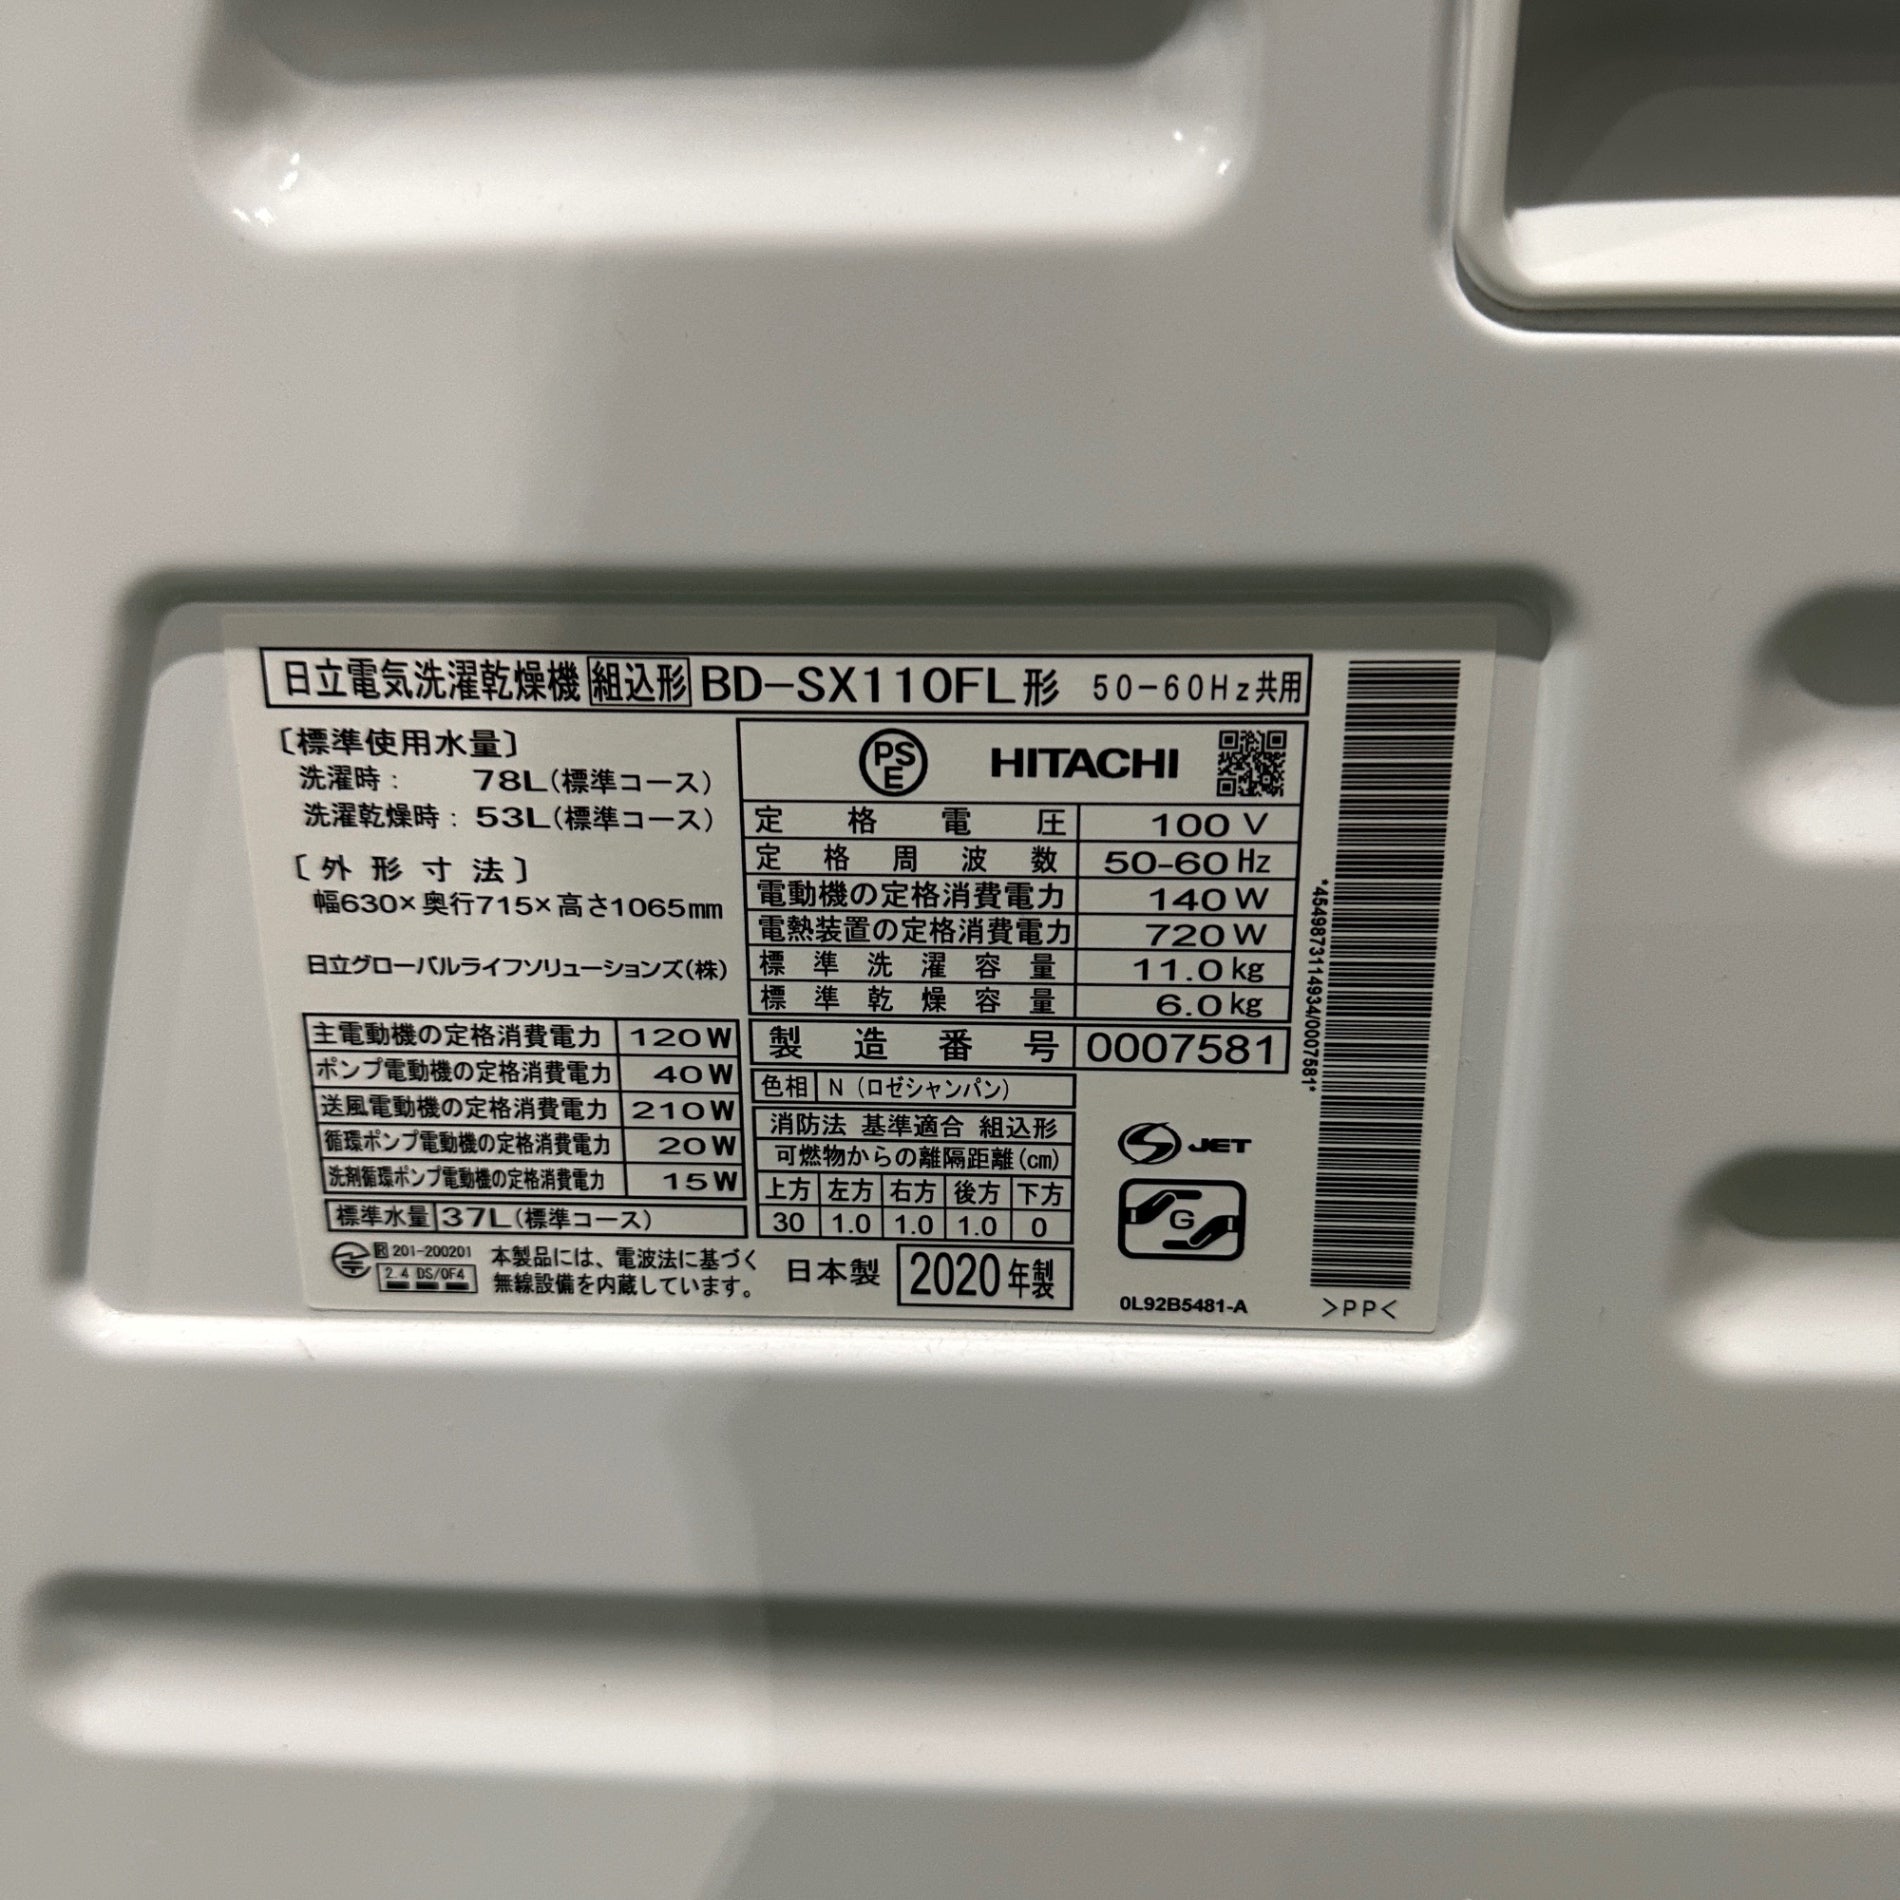 日立電気洗濯乾燥機 組込形 BD-SX110FL形 50-60Hz共用
〔標準使用水量〕
洗濯時: 78L(標準コース)
洗濯乾燥時: 53L(標準コース)
〔外形寸法〕
幅630×奥行715×高さ1065mm
日立グローバルライフソリューションズ(株)
主電動機の定格消費電力 120W
ポンプ電動機の定格消費電力 40W
送風電動機の定格消費電力 210W
循環ポンプ電動機の定格消費電力 20W
洗剤循環ポンプ電動機の定格消費電力 15W
標準水量 37L(標準コース)
R 201-200201
2.4 DS/OF4
本製品には、電波法に基づく
無線設備を内蔵しています。
PSE HITACHI
定格電圧 100V
定格周波数 50-60Hz
電動機の定格消費電力 140W
電熱装置の定格消費電力 720W
標準洗濯容量 11.0kg
標準乾燥容量 6.0kg
製造番号 0007581
色相 N(ロゼシャンパン)
消防法 基準適合 組込形
可燃物からの離隔距離(cm)
上方 左方 右方 後方 下方
30 1.0 1.0 1.0 0
日本製 2020年製
S JET
G
0L92B5481-A
*4549873114934/0007581*
>PP<